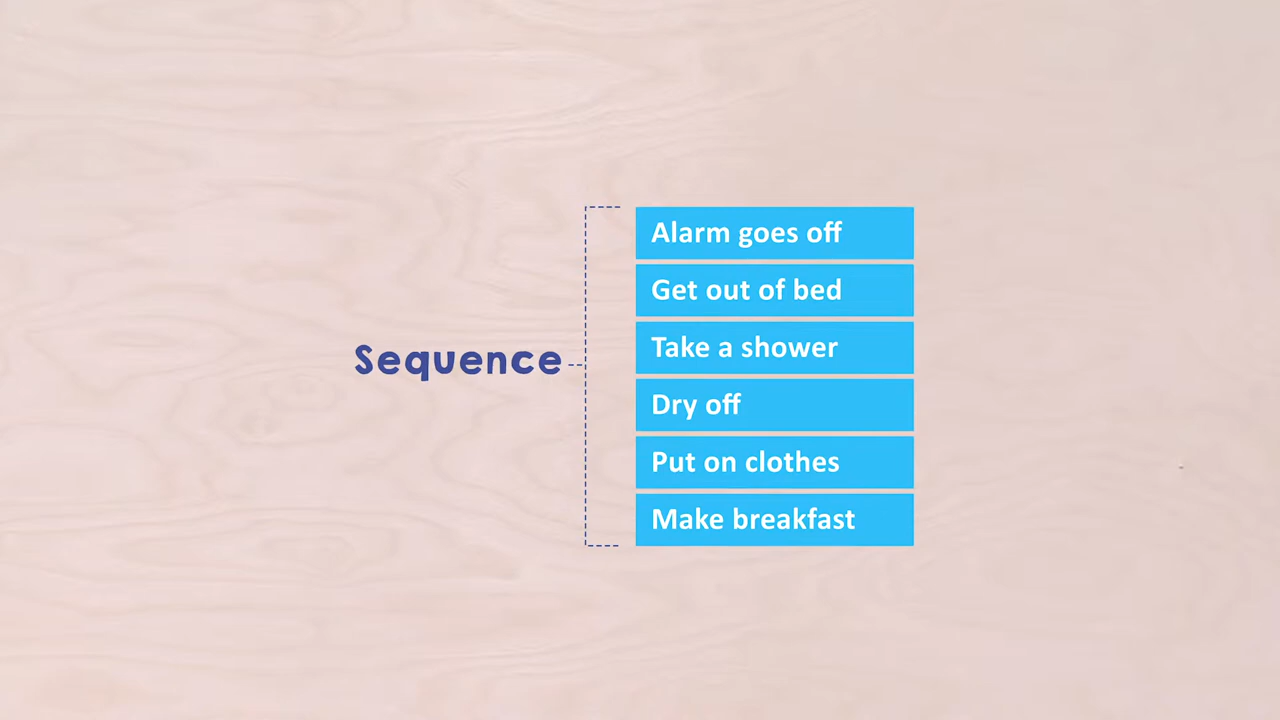 Sequence
Alarm goes off
Get out of bed
Take a shower
Dry off
Put on clothes
Make breakfast